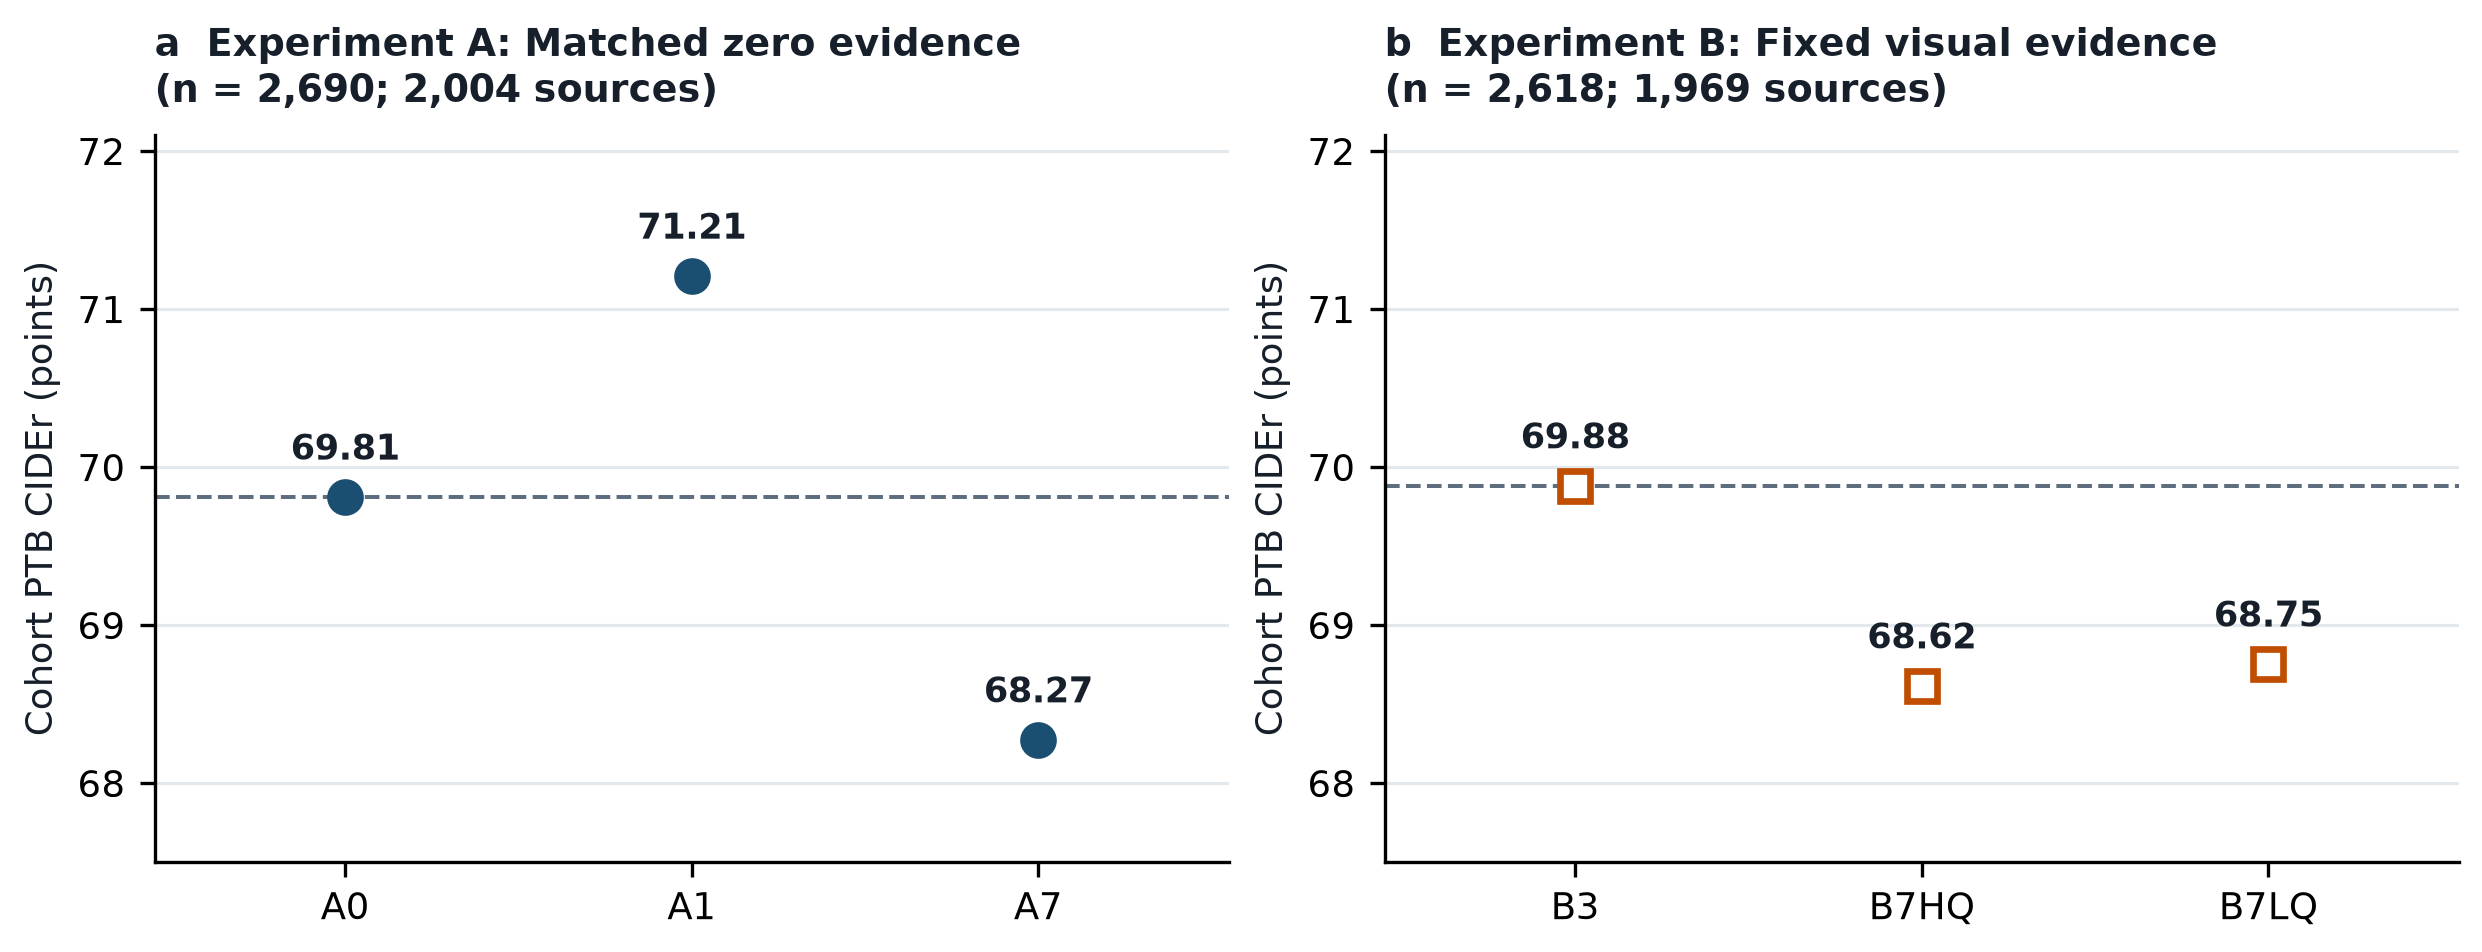 a  Experiment A: Matched zero evidence
(n = 2,690; 2,004 sources)
Cohort PTB CIDEr (points)
72
71
70
69
68
71.21
69.81
68.27
A0
A1
A7
b  Experiment B: Fixed visual evidence
(n = 2,618; 1,969 sources)
Cohort PTB CIDEr (points)
72
71
70
69
68
69.88
68.62
68.75
B3
B7HQ
B7LQ